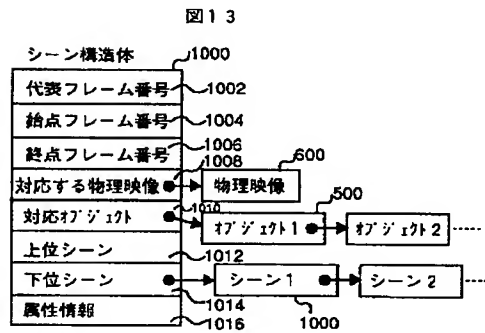 図13
シーン構造体 1000
代表フレーム番号 1002
始点フレーム番号 1004
終点フレーム番号 1006
対応する物理映像 1008 物理映像 600
対応オブジェクト 1010 オブジェクト1 500 オブジェクト2
上位シーン 1012
下位シーン 1014 シーン1 1000 シーン2
属性情報 1016